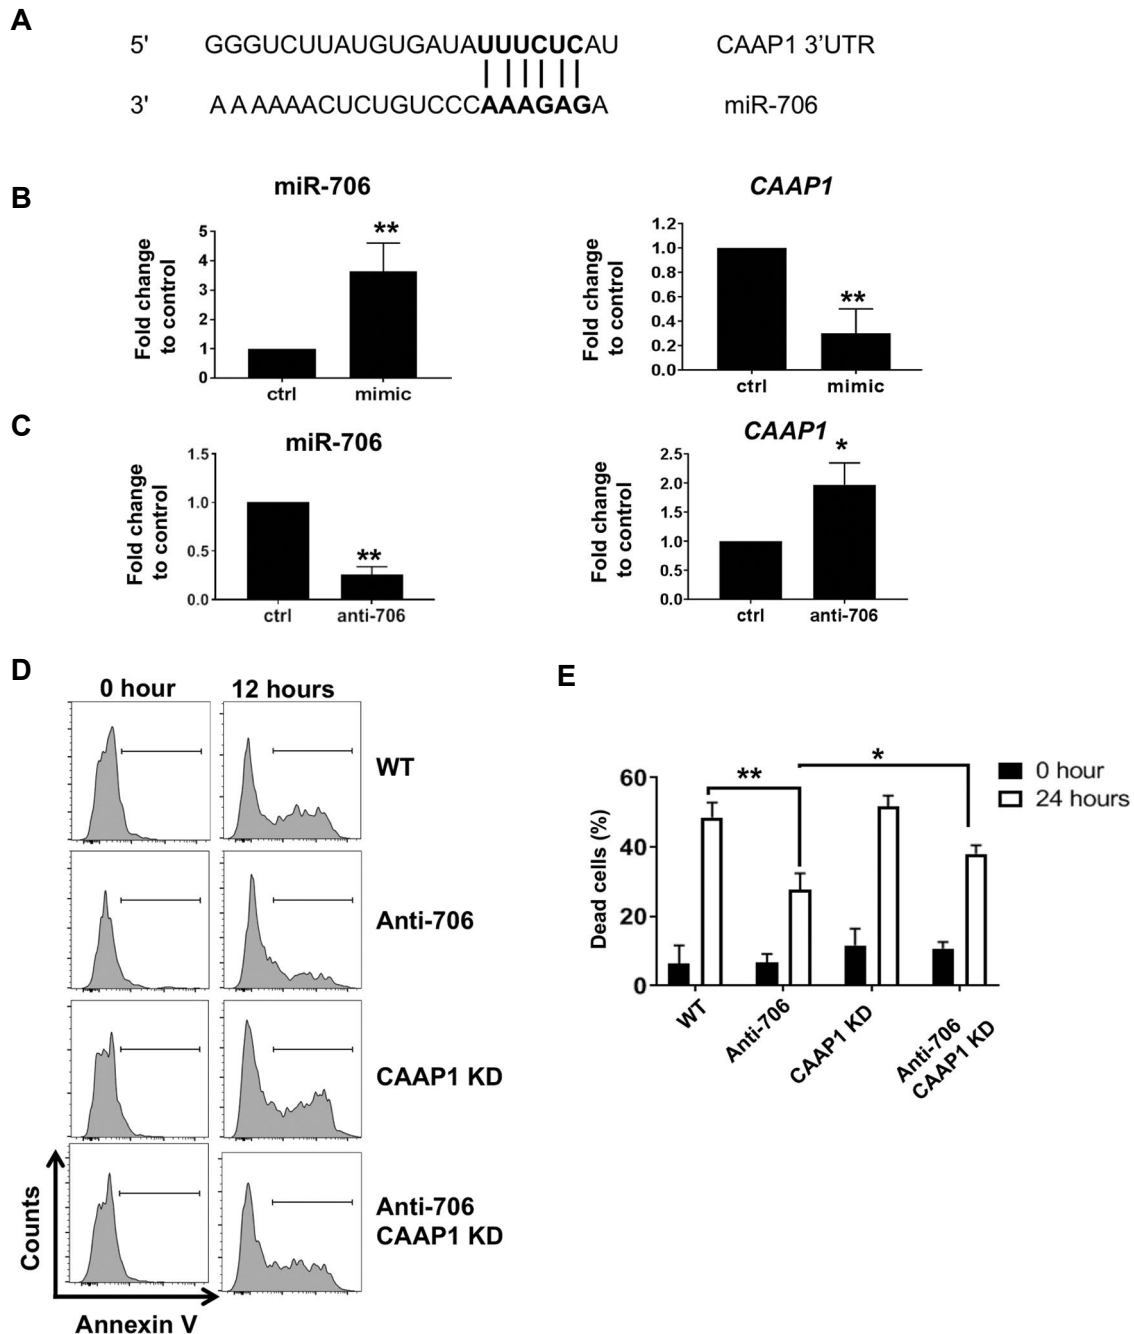 A
5' GGGUCUUAUGUGAUAUUUCUCAU CAAP1 3’UTR
3' AAAAAACUCUGUCCCAAAGAGA miR-706
B
miR-706
Fold change
to control
5
4
3
2
1
0
**
ctrl mimic
CAAP1
Fold change
to control
1.2
1.0
0.8
0.6
0.4
0.2
0.0
**
ctrl mimic
C
miR-706
Fold change
to control
1.5
1.0
0.5
0.0
**
ctrl anti-706
CAAP1
Fold change
to control
2.5
2.0
1.5
1.0
0.5
0.0
*
ctrl anti-706
D
0 hour 12 hours
WT
Anti-706
CAAP1 KD
Anti-706
CAAP1 KD
Counts
Annexin V
E
Dead cells (%)
60
40
20
0
**
*
0 hour
24 hours
WT
Anti-706
CAAP1 KD
Anti-706
CAAP1 KD